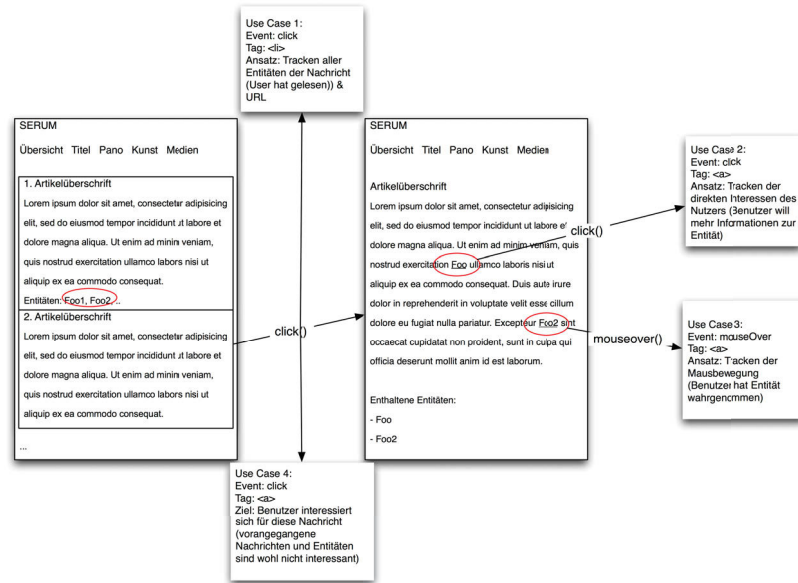 Use Case 1:
Event: click
Tag: <li>
Ansatz: Tracken aller
Entitäten der Nachricht
(User hat gelesen)) &
URL
SERUM
Übersicht Titel Pano Kunst Medien
1. Artikelüberschrift
Lorem ipsum dolor sit amet, consectetur adipisicing
elit, sed do eiusmod tempor incididunt ut labore et
dolore magna aliqua. Ut enim ad minim veniam,
quis nostrud exercitation ullamco labors nisi ut
aliquip ex ea commodo consequat.
Entitäten: Foo1, Foo2, ..
2. Artikelüberschrift
Lorem ipsum dolor sit amet, consectetur adipisicing
elit, sed do eiusmod tempor incididunt ut labore et
dolore magna aliqua. Ut enim ad minim veniam,
quis nostrud exercitation ullamco labors nisi ut
aliquip ex ea commodo consequat.
...
click()
SERUM
Übersicht Titel Pano Kunst Medien
Artikelüberschrift
Lorem ipsum dolor sit amet, consectetur adipisicing
elit, sed do eiusmod tempor incididunt ut labore et
dolore magna aliqua. Ut enim ad minim veniam, quis
nostrud exercitation Foo ullamco laboris nisi ut
aliquip ex ea commodo consequat. Duis aute irure
dolor in reprehenderit in voluptate velit esse cillum
dolore eu fugiat nulla pariatur. Excepteur Foo2 sint
occaecat cupidatat non proident, sunt in culpa qui
officia deserunt mollit anim id est laborum.
Enthaltene Entitäten:
- Foo
- Foo2
click()
mouseover()
Use Case 2:
Event: click
Tag: <a>
Ansatz: Tracken der
direkten Interessen des
Nutzers (Benutzer will
mehr Informationen zur
Entität)
Use Case 3:
Event: mouseOver
Tag: <a>
Ansatz: Tracken der
Mausbewegung
(Benutzer hat Entität
wahrgenommen)
Use Case 4:
Event: click
Tag: <a>
Ziel: Benutzer interessiert
sich für diese Nachricht
(vorangegangene
Nachrichten und Entitäten
sind wohl nicht interessant)